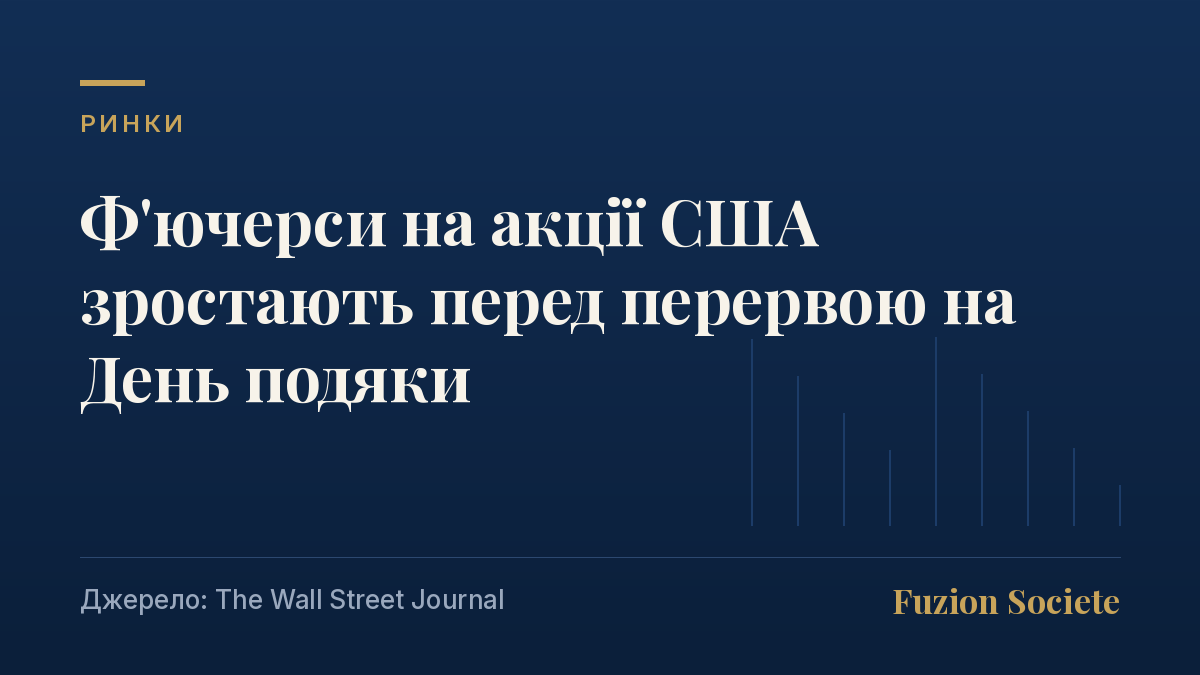 РИНКИ
Ф'ючерси на акції США
зростають перед перервою на
День подяки
Джерело: The Wall Street Journal
Fuzion Societe